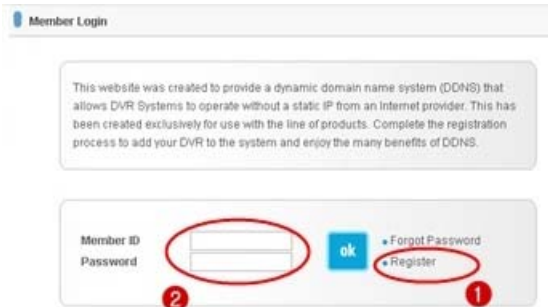 Member Login
This website was created to provide a dynamic domain name system (DDNS) that
allows DVR Systems to operate without a static IP from an Internet provider. This has
been created exclusively for use with the line of products. Complete the registration
process to add your DVR to the system and enjoy the many benefits of DDNS.
Member ID
Password
ok
Forgot Password
Register
2
1